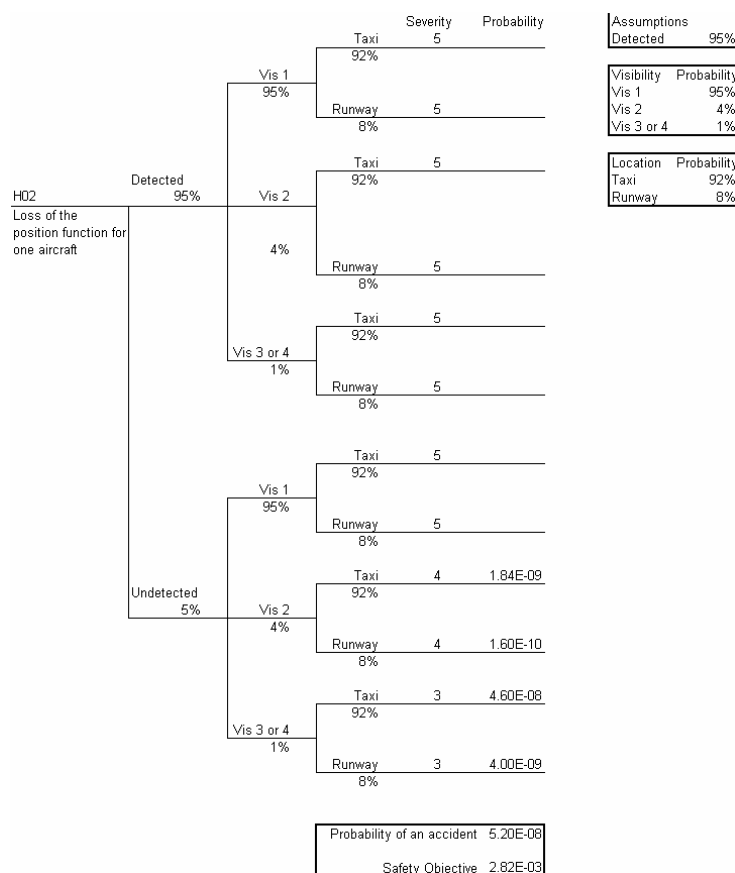 Severity Probability
Taxi 5
92%
Vis 1
95%
Runway 5
8%
Taxi 5
92%
Detected
H02 95% Vis 2
Loss of the
position function for
one aircraft
4%
Runway 5
8%
Taxi 5
92%
Vis 3 or 4
1%
Runway 5
8%
Taxi 5
92%
Vis 1
95%
Runway 5
8%
Taxi 4 1.84E-09
92%
Undetected
5% Vis 2
4%
Runway 4 1.60E-10
8%
Taxi 3 4.60E-08
92%
Vis 3 or 4
1%
Runway 3 4.00E-09
8%
Probability of an accident 5.20E-08
Safety Objective 2.82E-03
Assumptions
Detected 95%
Visibility Probability
Vis 1 95%
Vis 2 4%
Vis 3 or 4 1%
Location Probability
Taxi 92%
Runway 8%